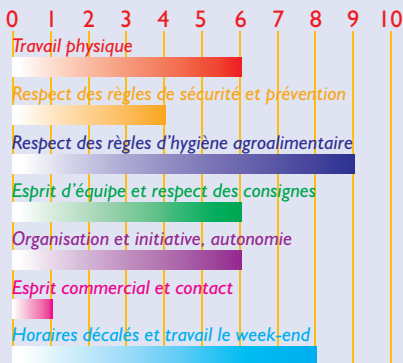 0 1 2 3 4 5 6 7 8 9 10
Travail physique
Respect des règles de sécurité et prévention
Respect des règles d'hygiène agroalimentaire
Esprit d'équipe et respect des consignes
Organisation et initiative, autonomie
Esprit commercial et contact
Horaires décalés et travail le week-end